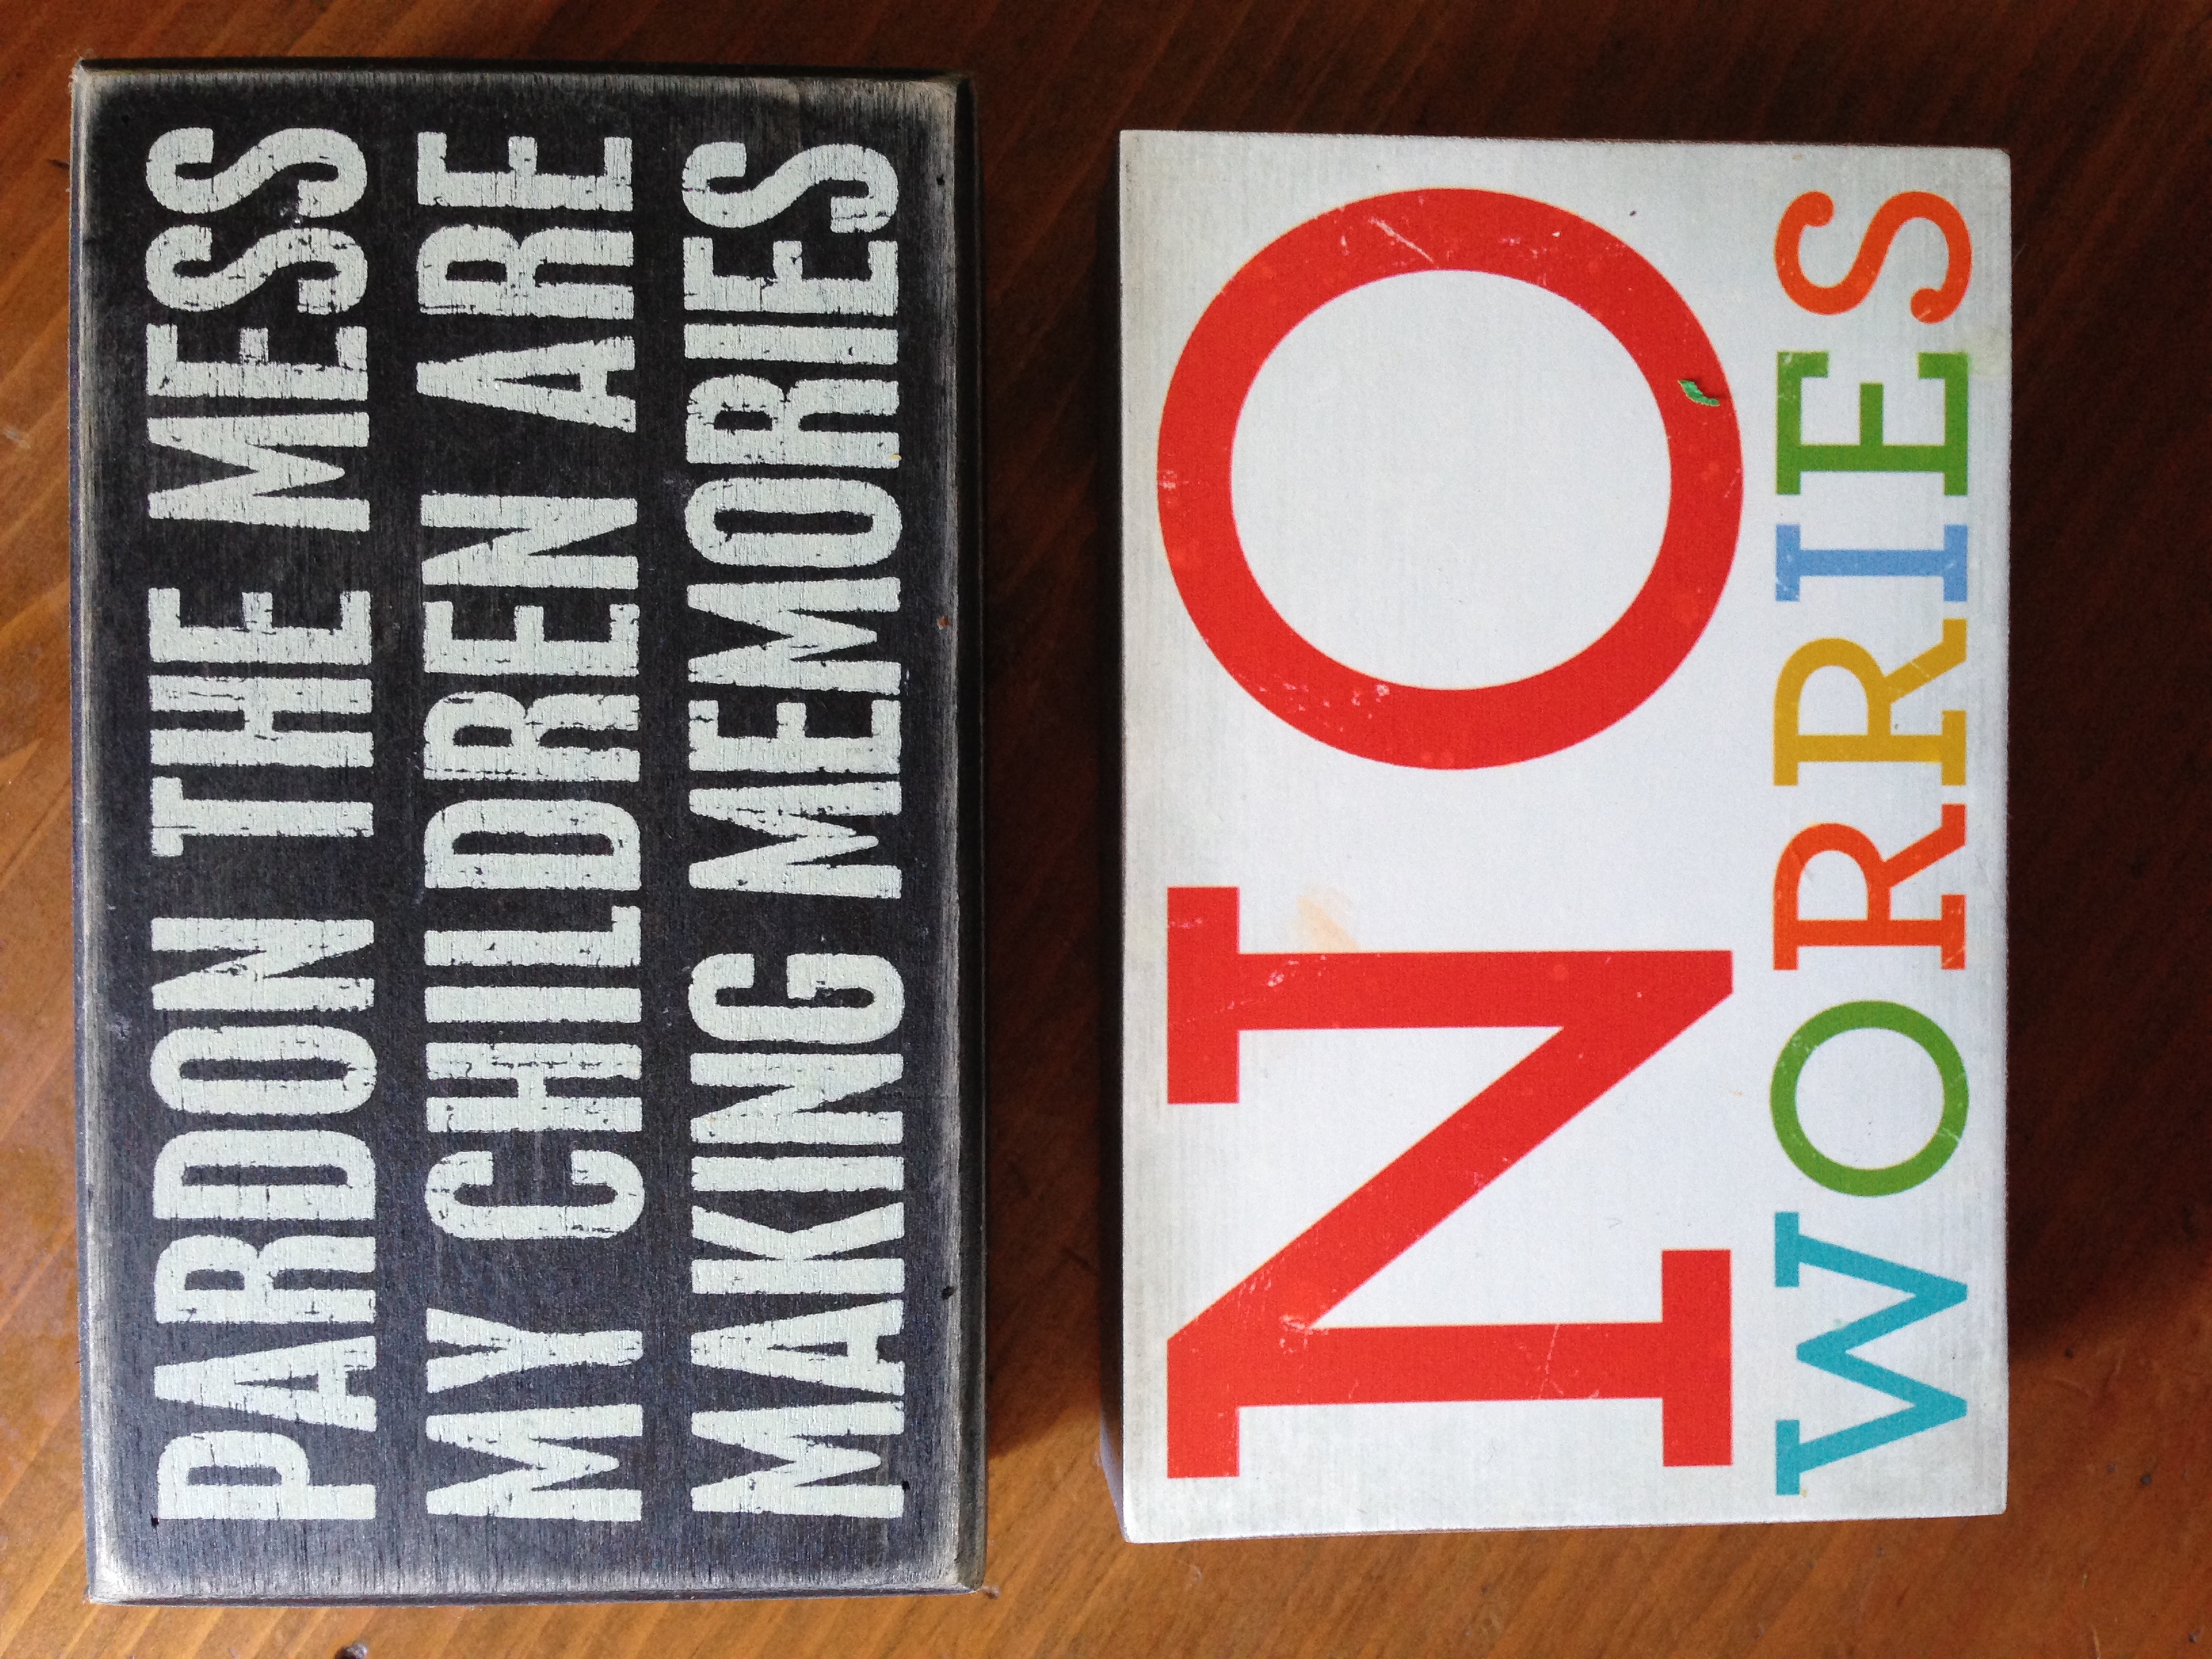 PARDON THE MESS
MY CHILDREN ARE
MAKING MEMORIES
NO
WORRIES